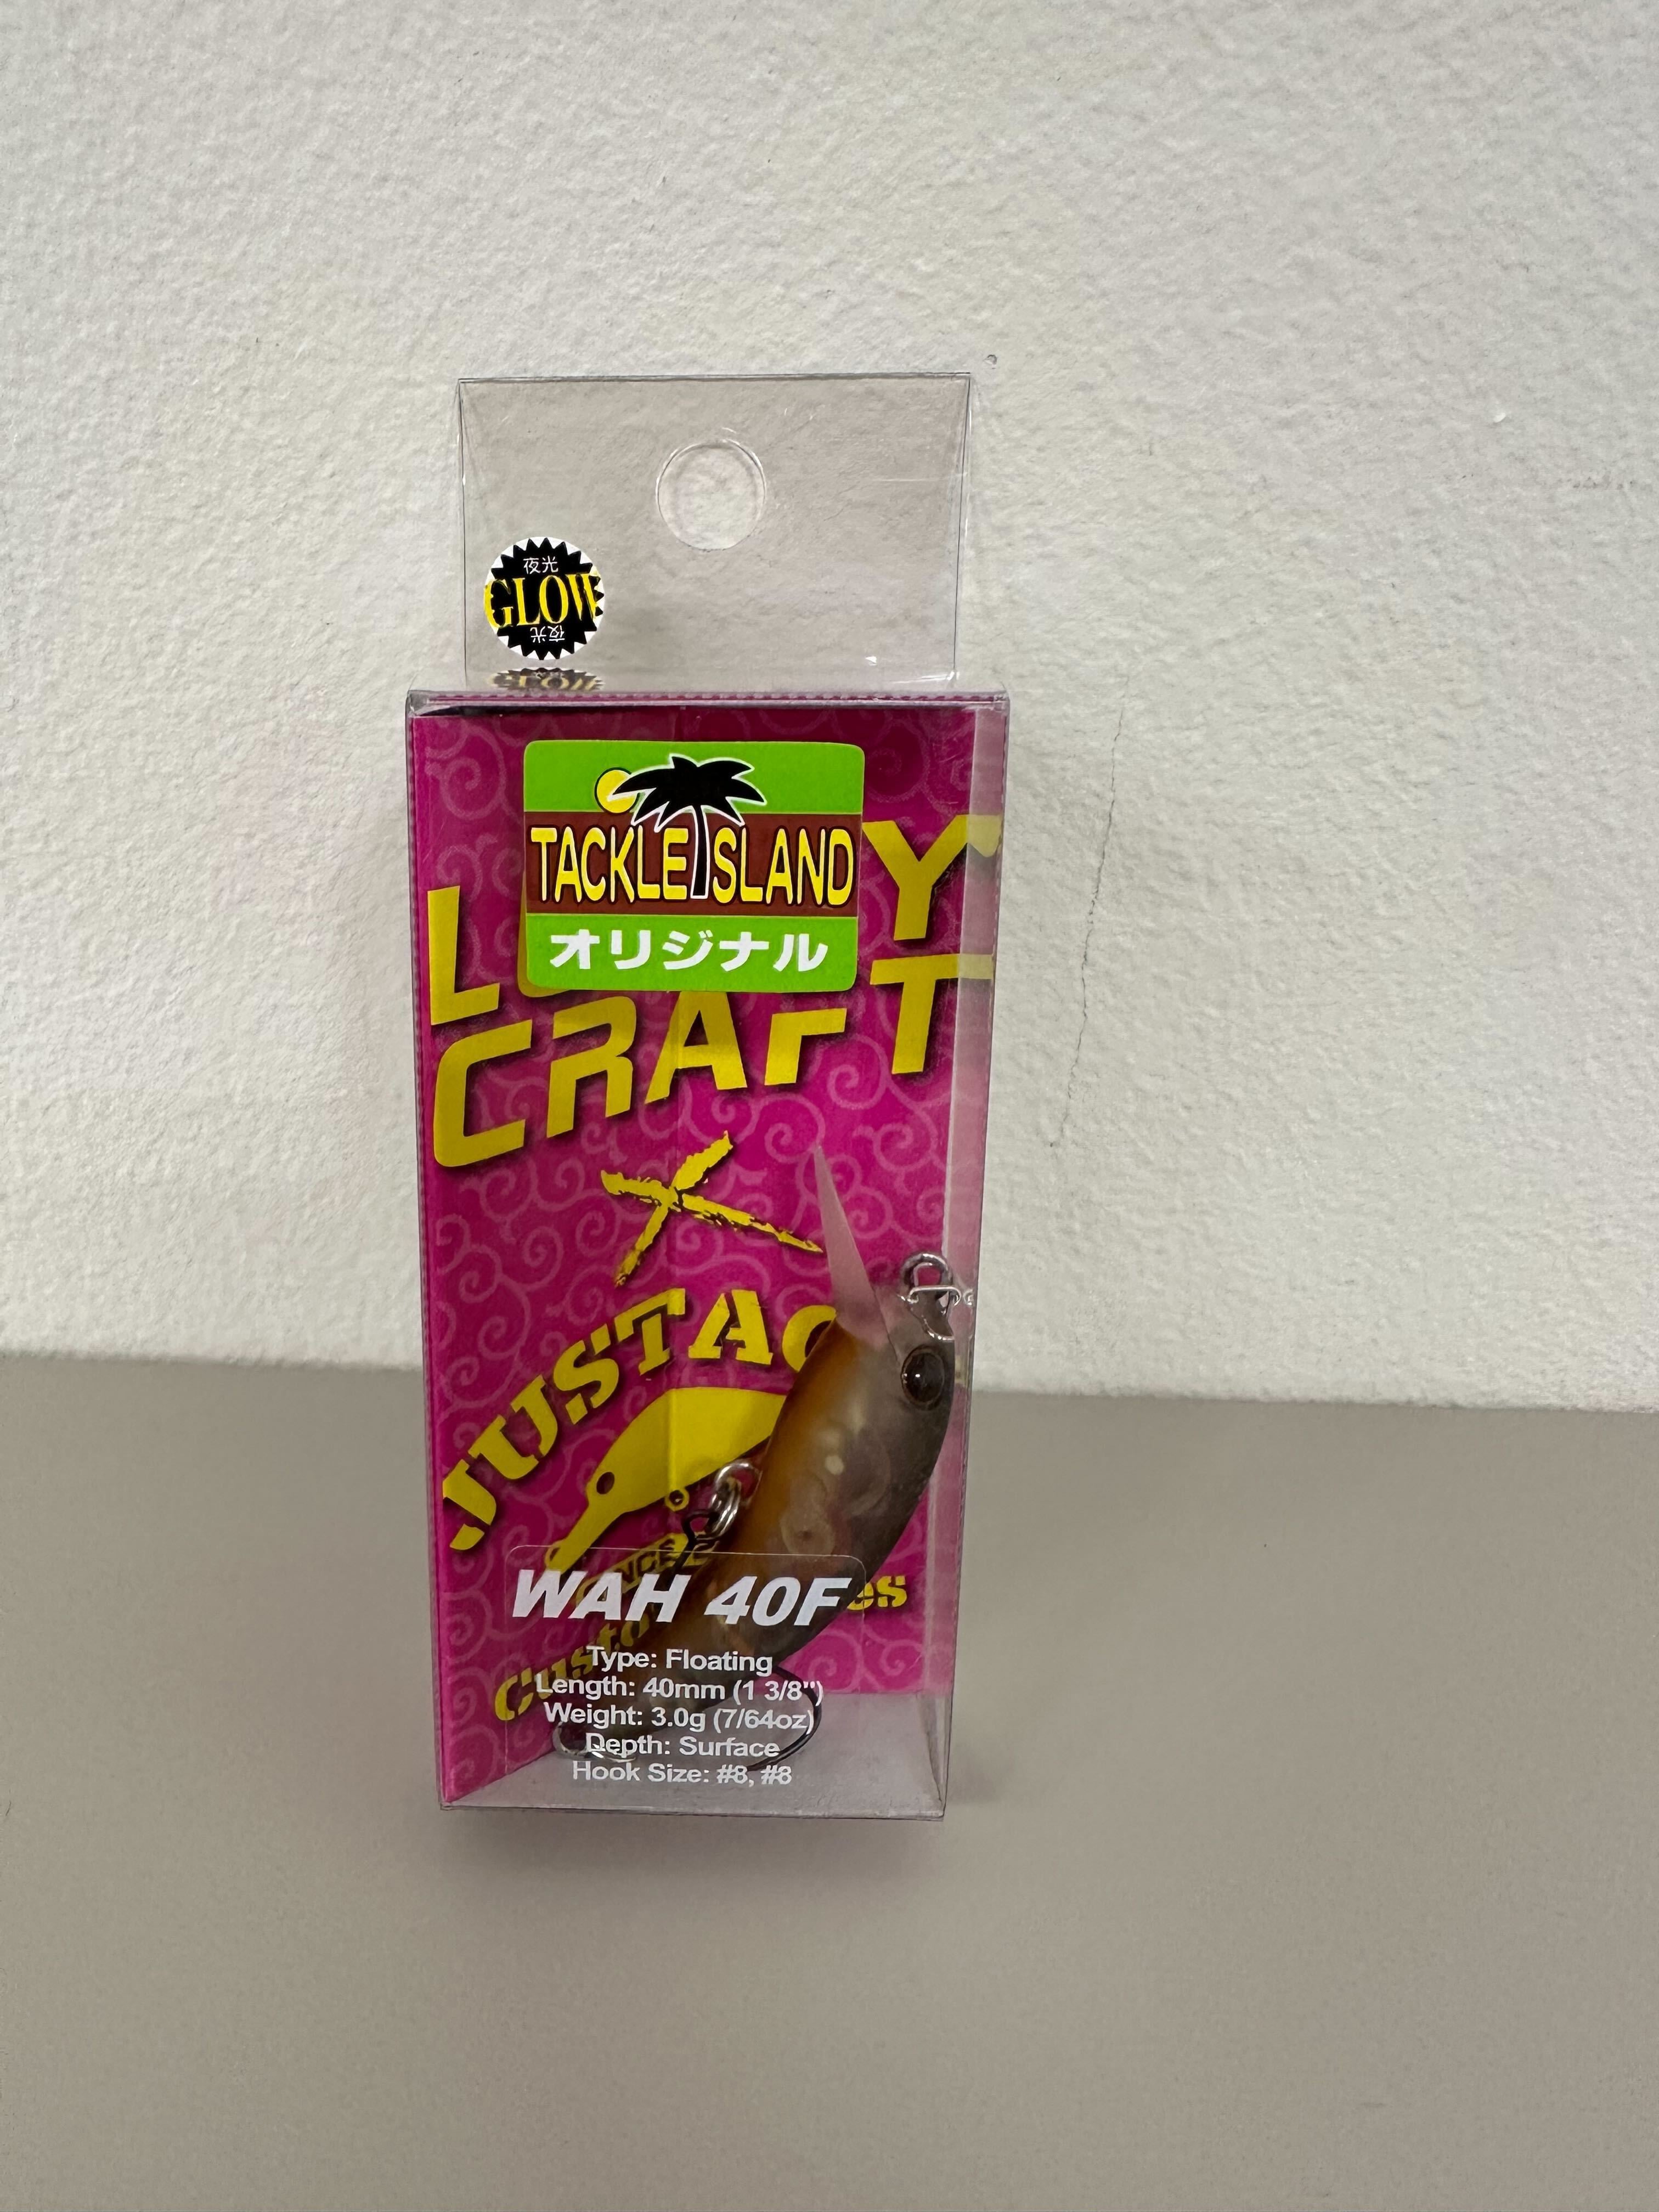 夜光
GLOW
夜光
TACKLE ISLAND
オリジナル
CRAFT
X
WAH 40F
Type: Floating
Length: 40mm (1 3/8")
Weight: 3.0g (7/64oz)
Depth: Surface
Hook Size: #8, #8